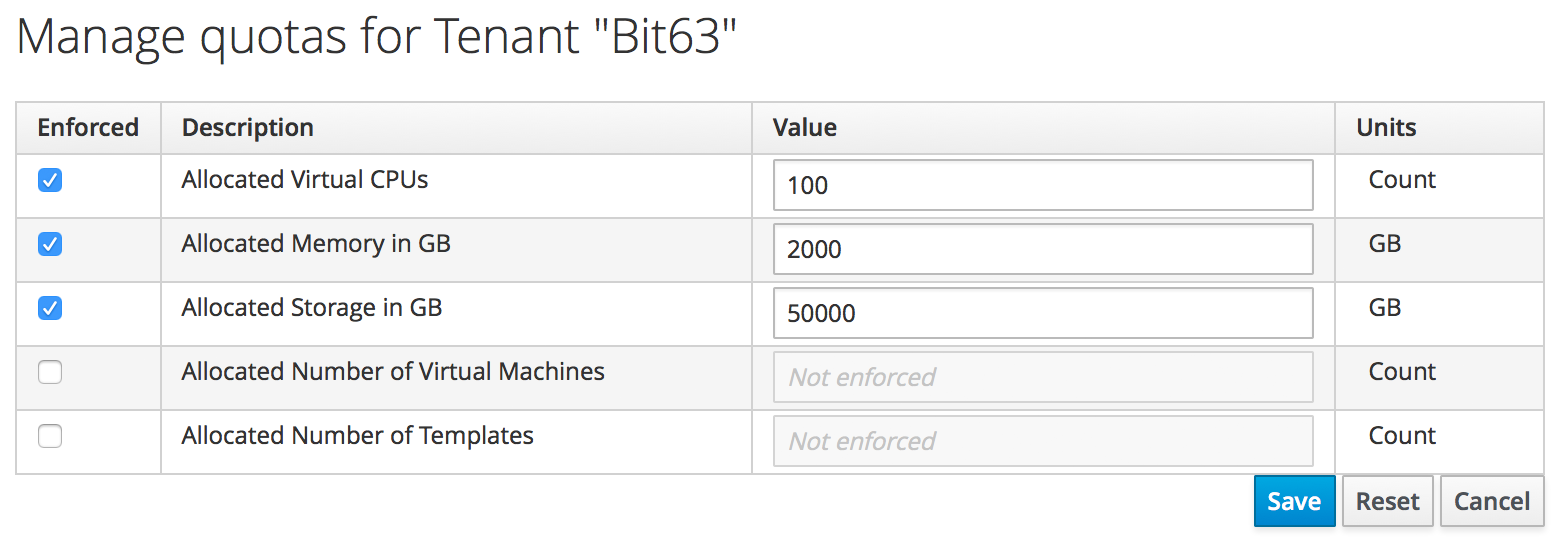 Manage quotas for Tenant "Bit63"
Enforced Description Value Units
Allocated Virtual CPUs 100 Count
Allocated Memory in GB 2000 GB
Allocated Storage in GB 50000 GB
Allocated Number of Virtual Machines Not enforced Count
Allocated Number of Templates Not enforced Count
Save Reset Cancel